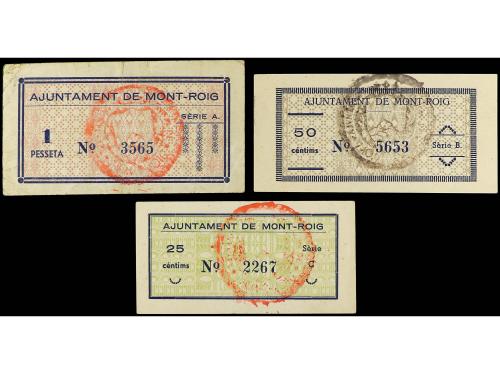 AJUNTAMENT DE MONT-ROIG
SÈRIE A.
1
PESSETA
Nº 3565
AJUNTAMENT DE MONT-ROIG
50
cèntims
Nº 5653
Sèrie B.
AJUNTAMENT DE MONT-ROIG
25
cèntims
Nº 2267
Sèrie
C